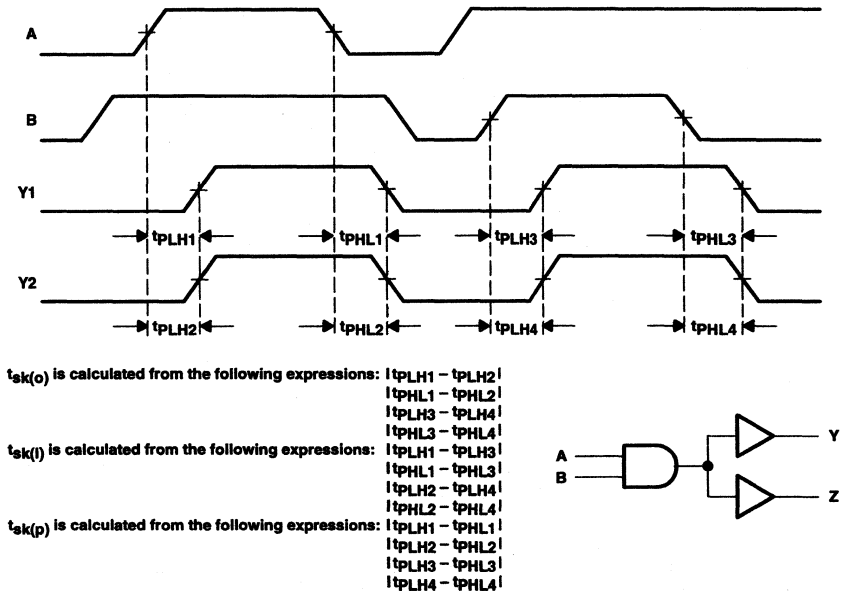 A
B
Y1
tPLH1 tPHL1 tPLH3 tPHL3
Y2
tPLH2 tPHL2 tPLH4 tPHL4
tsk(o) is calculated from the following expressions: |tPLH1 – tPLH2|
|tPHL1 – tPHL2|
|tPLH3 – tPLH4|
|tPHL3 – tPHL4|
tsk(l) is calculated from the following expressions: |tPLH1 – tPLH3|
|tPHL1 – tPHL3|
|tPLH2 – tPLH4|
|tPHL2 – tPHL4|
tsk(p) is calculated from the following expressions: |tPLH1 – tPHL1|
|tPLH2 – tPHL2|
|tPLH3 – tPHL3|
|tPLH4 – tPHL4|
A
B
Y
Z